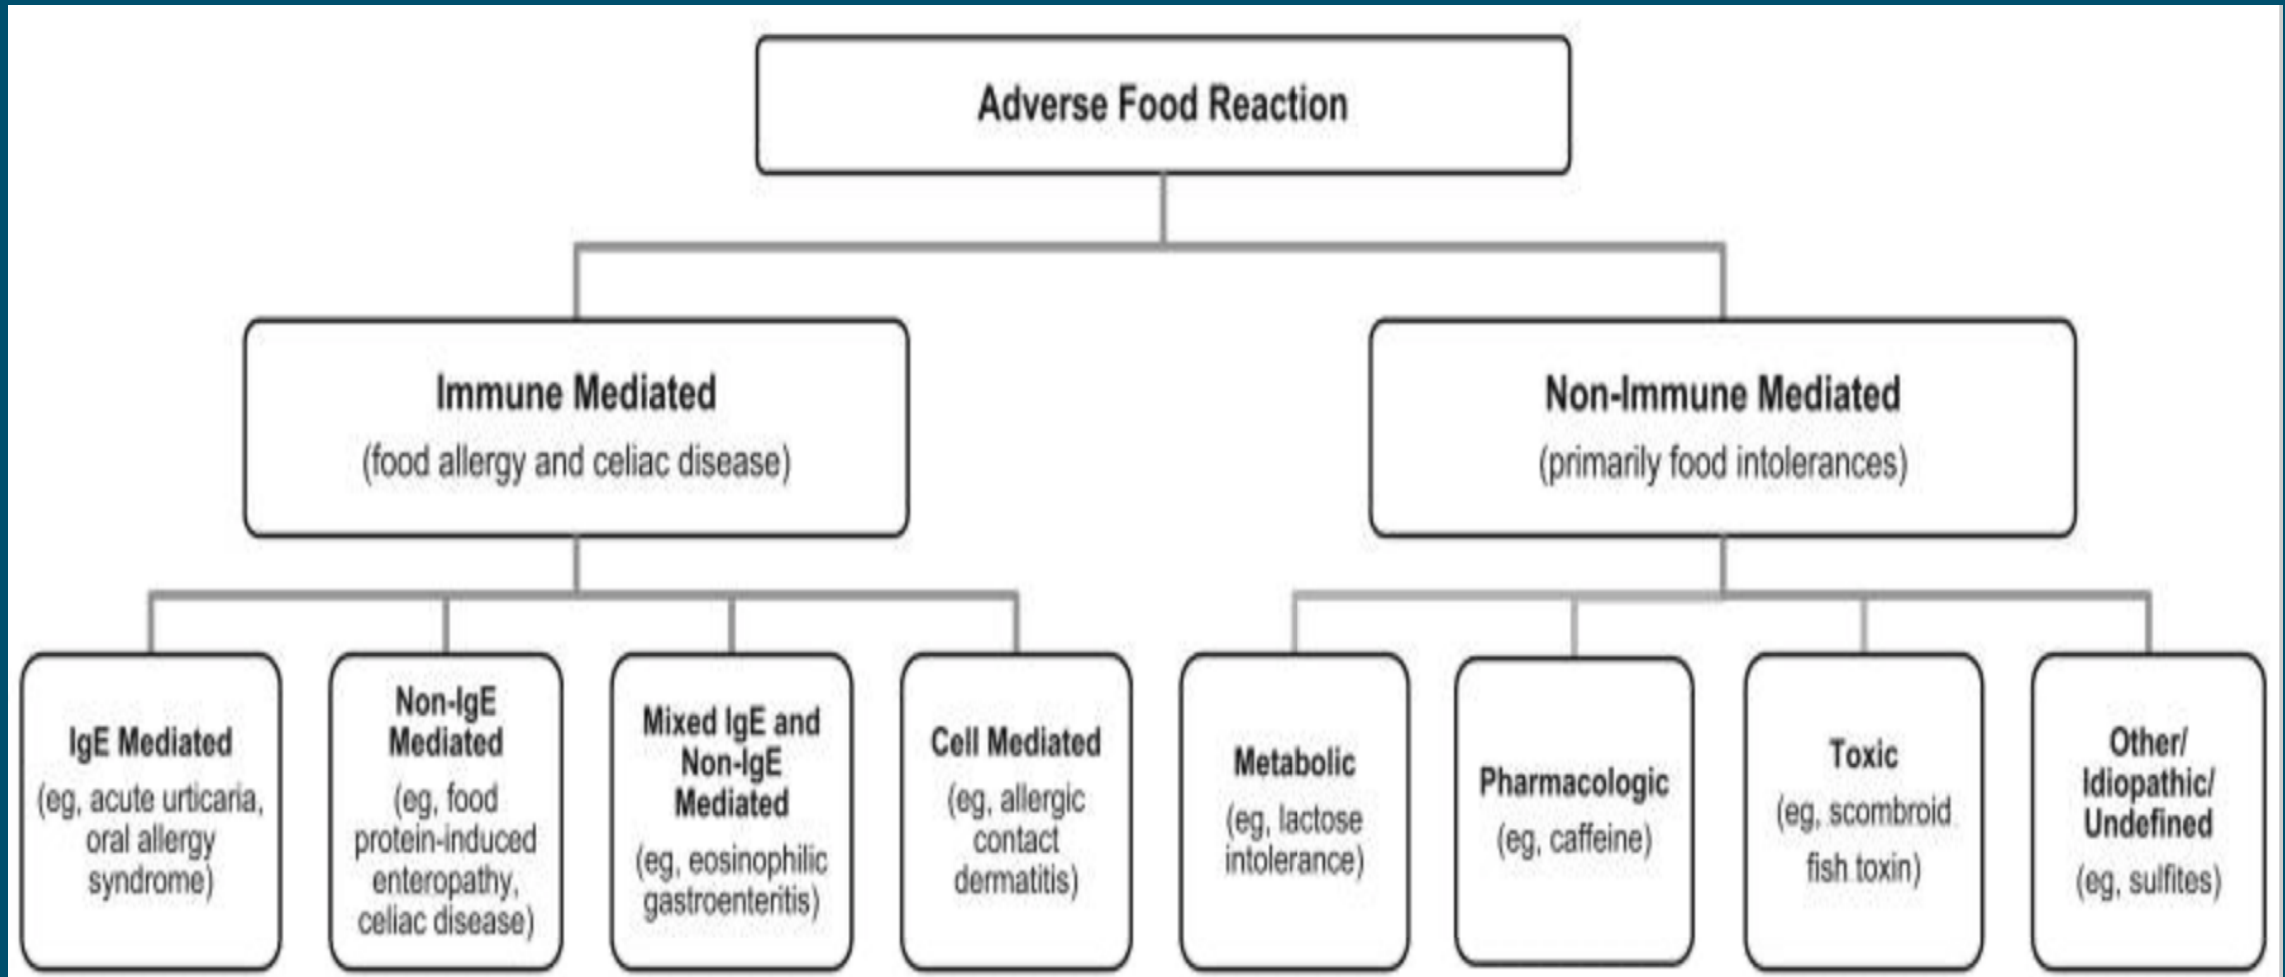 Adverse Food Reaction
Immune Mediated
(food allergy and celiac disease)
Non-Immune Mediated
(primarily food intolerances)
IgE Mediated
(eg, acute urticaria,
oral allergy
syndrome)
Non-IgE
Mediated
(eg, food
protein-induced
enteropathy,
celiac disease)
Mixed IgE and
Non-IgE
Mediated
(eg, eosinophilic
gastroenteritis)
Cell Mediated
(eg, allergic
contact
dermatitis)
Metabolic
(eg, lactose
intolerance)
Pharmacologic
(eg, caffeine)
Toxic
(eg, scombroid
fish toxin)
Other/
Idiopathic/
Undefined
(eg, sulfites)